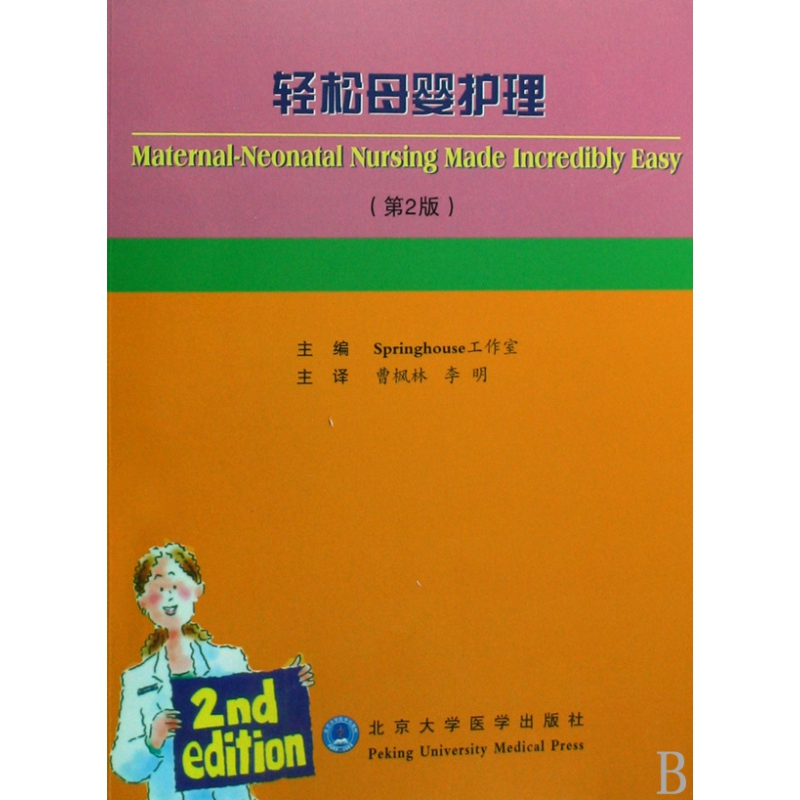 轻松母婴护理
Maternal-Neonatal Nursing Made Incredibly Easy
（第2版）
主 编 Springhouse工作室
主 译 曹枫林 李 明
2nd
edition
北京大学医学出版社
Peking University Medical Press
B